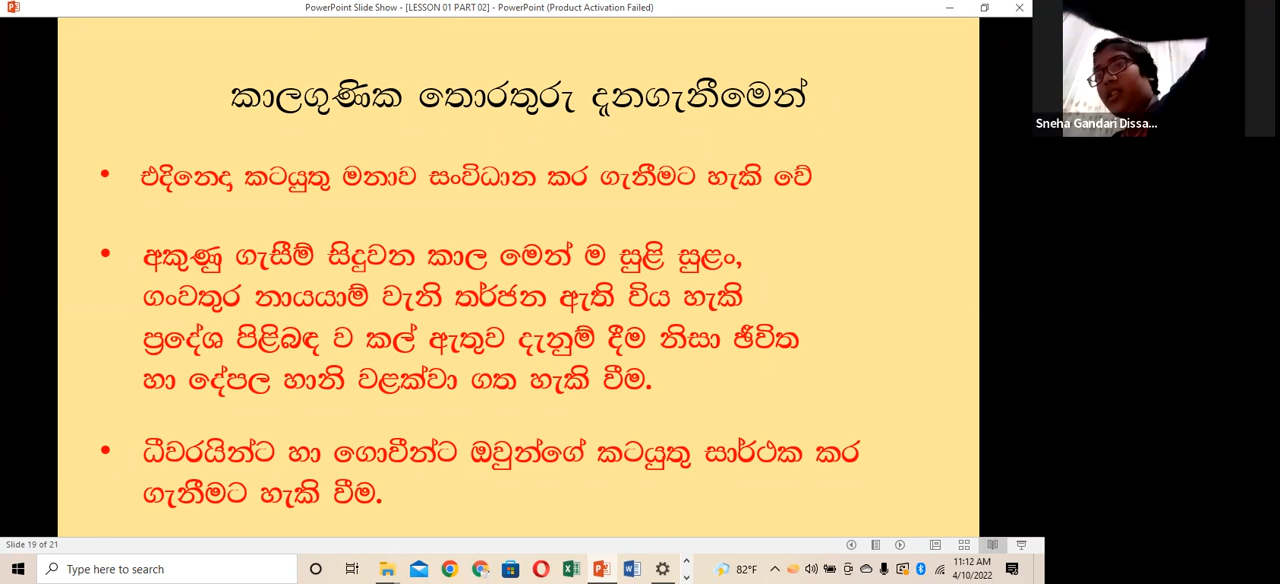 PowerPoint Slide Show - [LESSON 01 PART 02] - PowerPoint (Product Activation Failed)
Sneha Gandari Dissa...
කාලගුණික තොරතුරු දැනගැනීමෙන්
• එදිනෙදා කටයුතු මනාව සංවිධාන කර ගැනීමට හැකි වේ
• අකුණු ගැසීම් සිදුවන කාල මෙන් ම සුළි සුළං,
ගංවතුර නායයාම් වැනි තර්ජන ඇති විය හැකි
ප්‍රදේශ පිළිබඳ ව කල් ඇතුව දැනුම් දීම නිසා ජීවිත
හා දේපල හානි වළක්වා ගත හැකි වීම.
• ධීවරයින්ට හා ගොවීන්ට ඔවුන්ගේ කටයුතු සාර්ථක කර
ගැනීමට හැකි වීම.
Slide 19 of 21
Type here to search
82°F
11:12 AM
4/10/2022